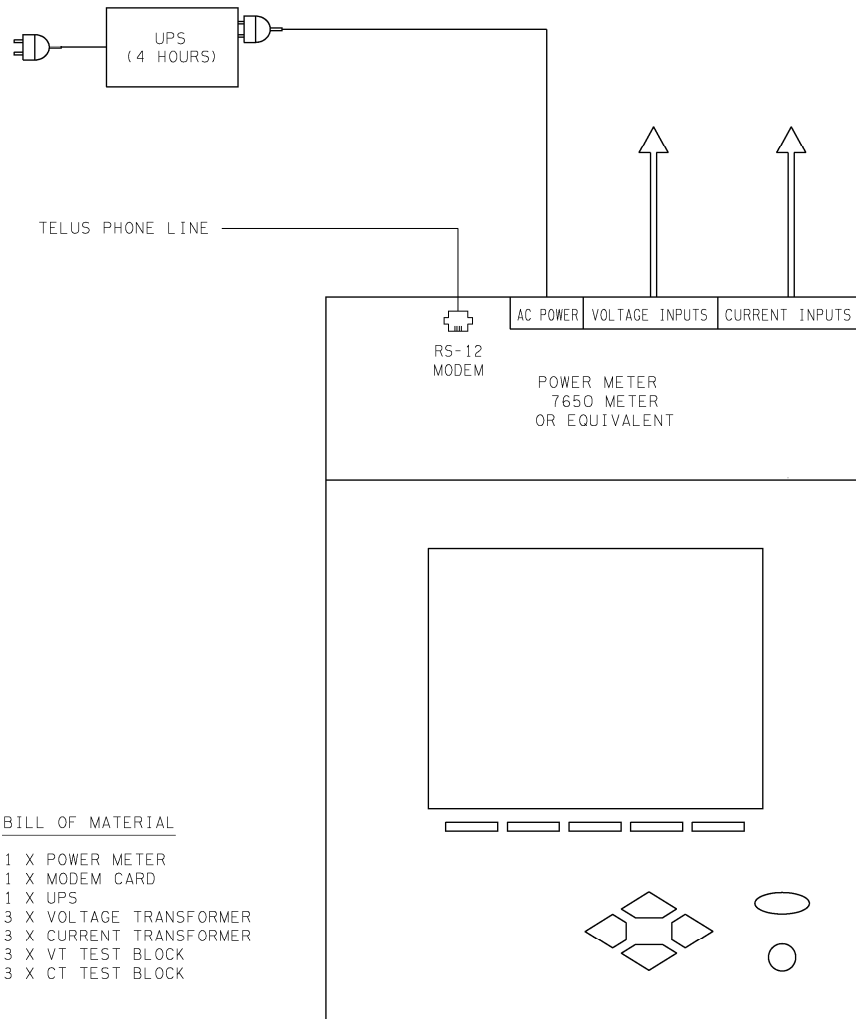 UPS
(4 HOURS)
TELUS PHONE LINE
AC POWER
VOLTAGE INPUTS
CURRENT INPUTS
RS-12
MODEM
POWER METER
7650 METER
OR EQUIVALENT
BILL OF MATERIAL
1 X POWER METER
1 X MODEM CARD
1 X UPS
3 X VOLTAGE TRANSFORMER
3 X CURRENT TRANSFORMER
3 X VT TEST BLOCK
3 X CT TEST BLOCK